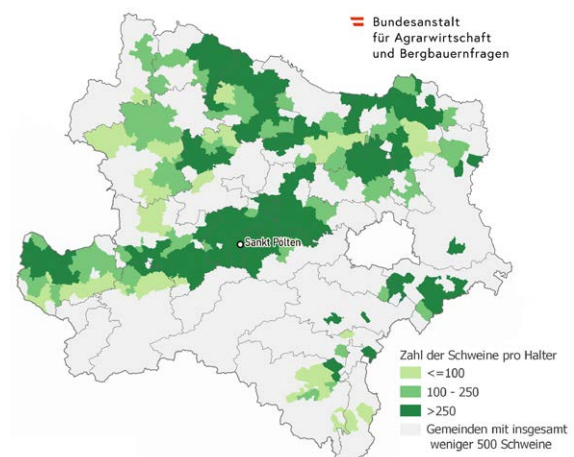 Bundesanstalt
für Agrarwirtschaft
und Bergbauernfragen
Sankt Pölten
Zahl der Schweine pro Halter
<=100
100 - 250
>250
Gemeinden mit insgesamt
weniger 500 Schweine